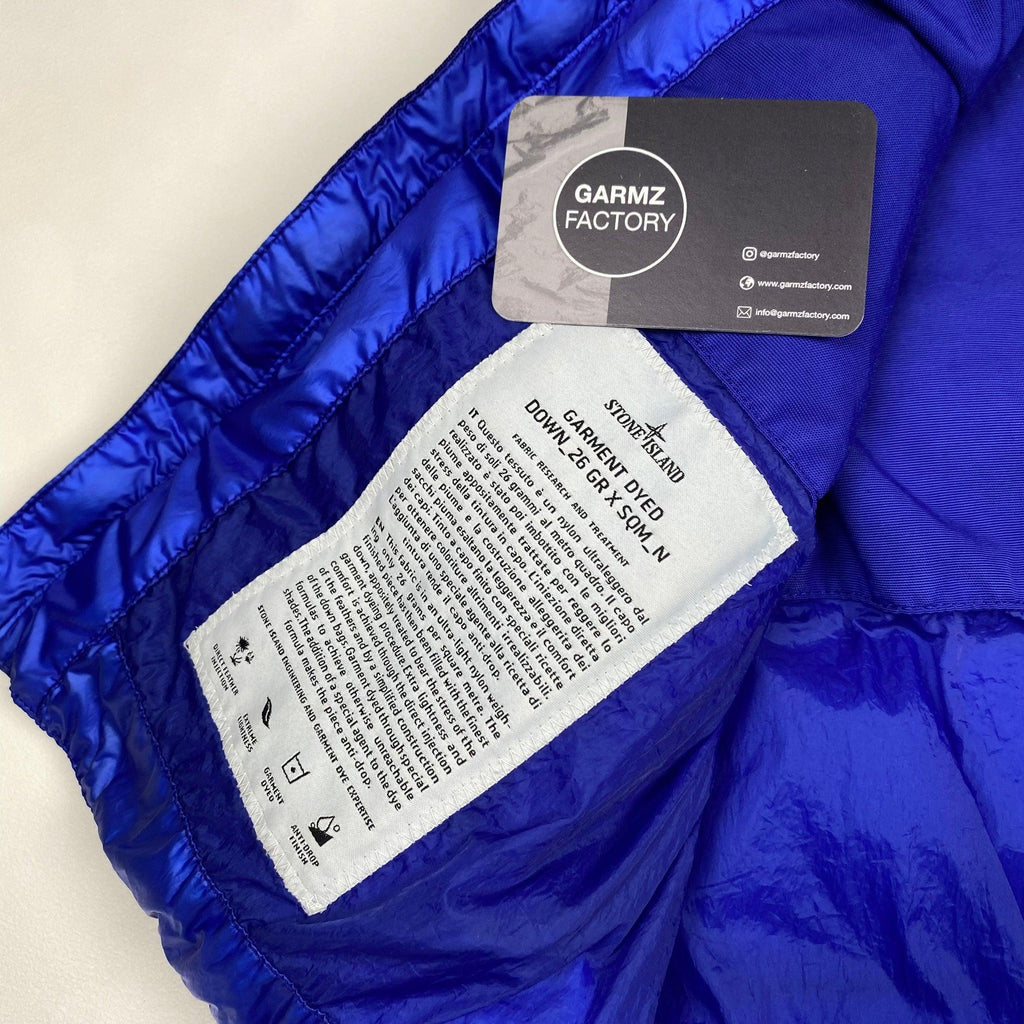 GARMZ
FACTORY
@garmzfactory
www.garmzfactory.com
info@garmzfactory.com
STONE ISLAND
FABRIC RESEARCH AND TREATMENT
GARMENT DYED
DOWN_26 GR X SQM_N
IT Questo tessuto è un nylon ultraleggero dal
peso di soli 26 grammi al metro quadro. Il capo
realizzato è stato poi imbottito con le migliori
piume appositamente trattate per reggere lo
stress della tintura in capo. L'iniezione diretta
delle piume e la costruzione alleggerita dei
sacchi piuma esaltano la leggerezza e il comfort
dei capi. Tinto a capo finito con speciali ricette
per ottenere coloriture altrimenti irrealizzabili.
L'aggiunta di uno speciale agente alla ricetta di
tintura rende il capo anti-drop.
EN This fabric is in an ultra light nylon weigh-
ing only 26 grams per square metre. The
finished piece has then been filled with the finest
down, appositely treated to bear the stress of the
garment dyeing procedure. Extra lightness and
comfort is achieved through the direct injection
of the feathers and by a simplified construction
of the down bags. Garment dyed through special
formulas to achieve otherwise unreachable
shades. The addition of a special agent to the dye
formula makes the piece anti-drop.
STONE ISLAND ENGINEERING AND GARMENT DYE EXPERTISE
DIRECT FEATHER
INJECTION
EXTREME
LIGHTNESS
GARMENT
DYED
ANTI-DROP
FINISH